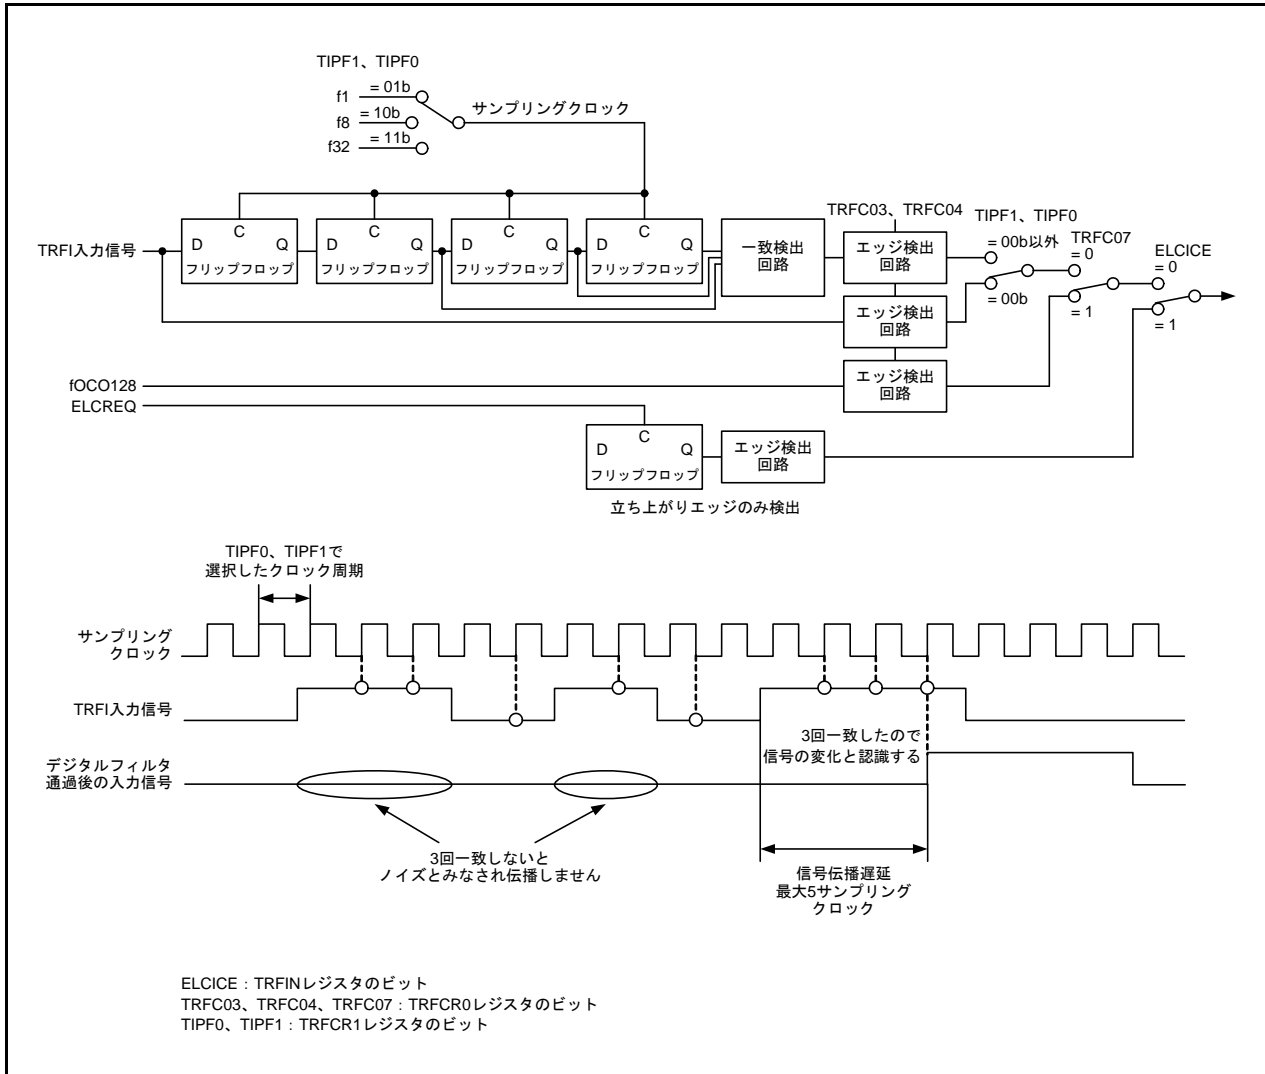 TIPF1、TIPF0
f1
= 01b
f8
= 10b
f32
= 11b
サンプリングクロック
TRFI入力信号
D
C
Q
フリップフロップ
D
C
Q
フリップフロップ
D
C
Q
フリップフロップ
D
C
Q
フリップフロップ
一致検出
回路
TRFC03、TRFC04
エッジ検出
回路
エッジ検出
回路
エッジ検出
回路
TIPF1、TIPF0
= 00b以外
= 00b
TRFC07
= 0
= 1
ELCICE
= 0
= 1
fOCO128
ELCREQ
D
C
Q
フリップフロップ
エッジ検出
回路
立ち上がりエッジのみ検出
TIPF0、TIPF1で
選択したクロック周期
サンプリング
クロック
TRFI入力信号
3回一致したので
信号の変化と認識する
デジタルフィルタ
通過後の入力信号
3回一致しないと
ノイズとみなされ伝播しません
信号伝播遅延
最大5サンプリング
クロック
ELCICE：TRFINレジスタのビット
TRFC03、TRFC04、TRFC07：TRFCR0レジスタのビット
TIPF0、TIPF1：TRFCR1レジスタのビット